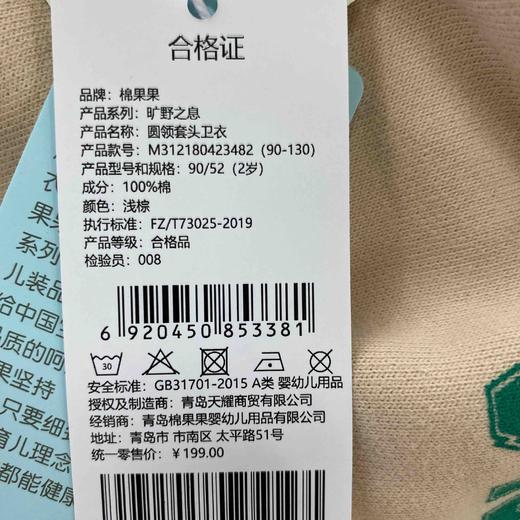 合格证
品牌: 棉果果
产品系列: 旷野之息
产品名称: 圆领套头卫衣
产品款号: M312180423482 (90-130)
产品型号和规格: 90/52 (2岁)
成分: 100%棉
颜色: 浅棕
执行标准: FZ/T73025-2019
产品等级: 合格品
检验员: 008
6 920450 853381
30
安全标准: GB31701-2015 A类 婴幼儿用品
授权及制造商: 青岛天耀商贸有限公司
经销商: 青岛棉果果婴幼儿用品有限公司
地址: 青岛市 市南区 太平路51号
统一零售价: ¥199.00
衣
果果
系列
儿装品
给中国
品质的呵
果坚持
只要细
育儿理念
都能健康